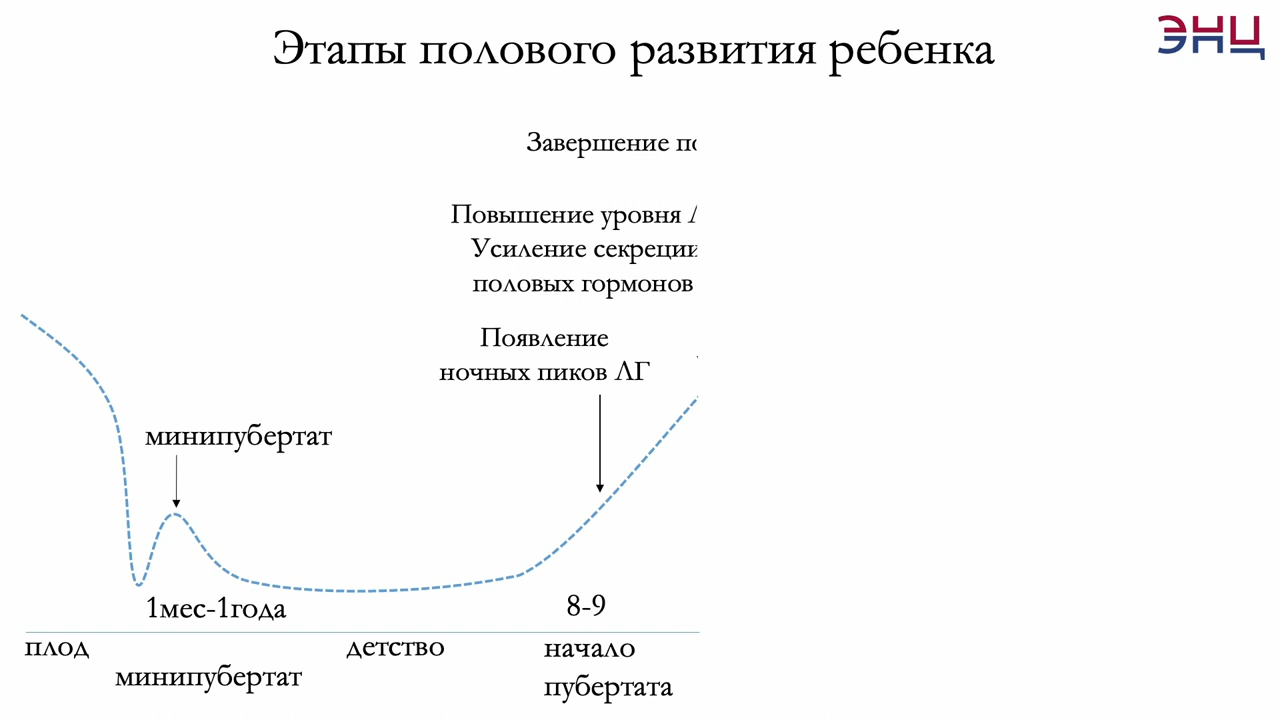 Этапы полового развития ребенка
ЭНЦ
Завершение
Повышение уровня
Усиление секреции
половых гормонов
Появление
ночных пиков ЛГ
минипубертат
1мес-1года
8-9
плод
минипубертат
детство
начало
пубертата